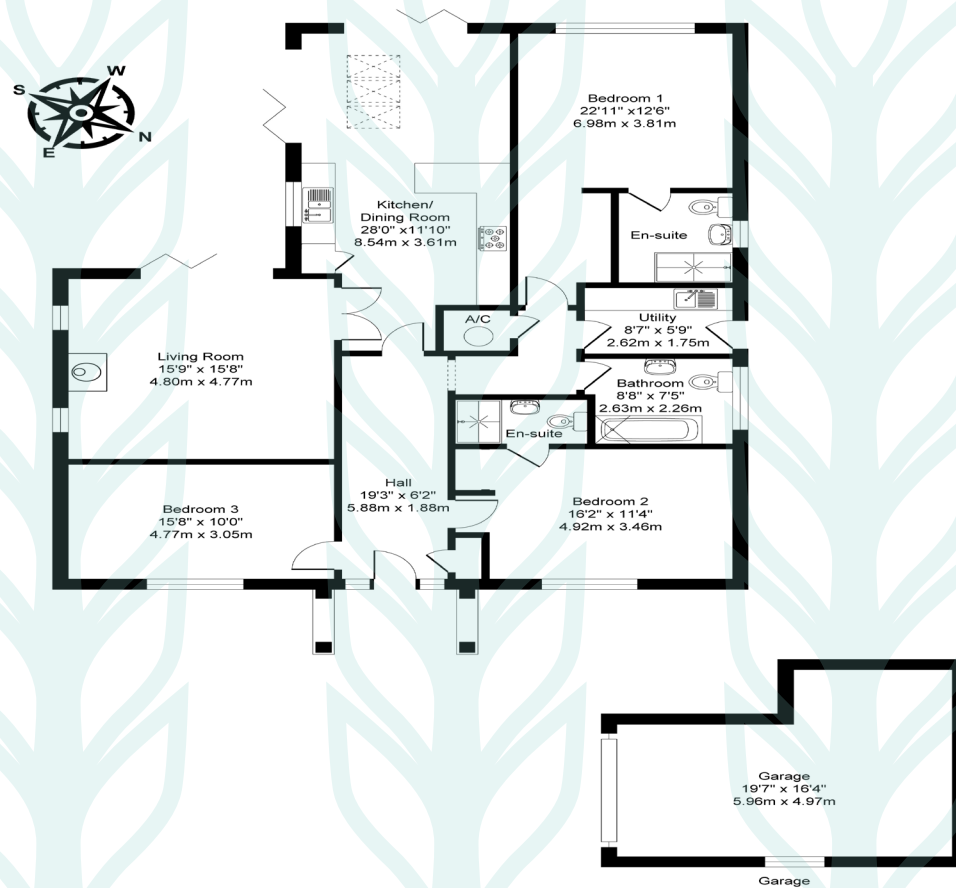 W
S
N
E
Bedroom 1
22'11" x12'6"
6.98m x 3.81m
Kitchen/
Dining Room
28'0" x11'10"
8.54m x 3.61m
En-suite
A/C
Utility
8'7" x 5'9"
2.62m x 1.75m
Living Room
15'9" x 15'8"
4.80m x 4.77m
Bathroom
8'8" x 7'5"
2.63m x 2.26m
En-suite
Hall
19'3" x 6'2"
5.88m x 1.88m
Bedroom 3
15'8" x 10'0"
4.77m x 3.05m
Bedroom 2
16'2" x 11'4"
4.92m x 3.46m
Garage
19'7" x 16'4"
5.96m x 4.97m
Garage